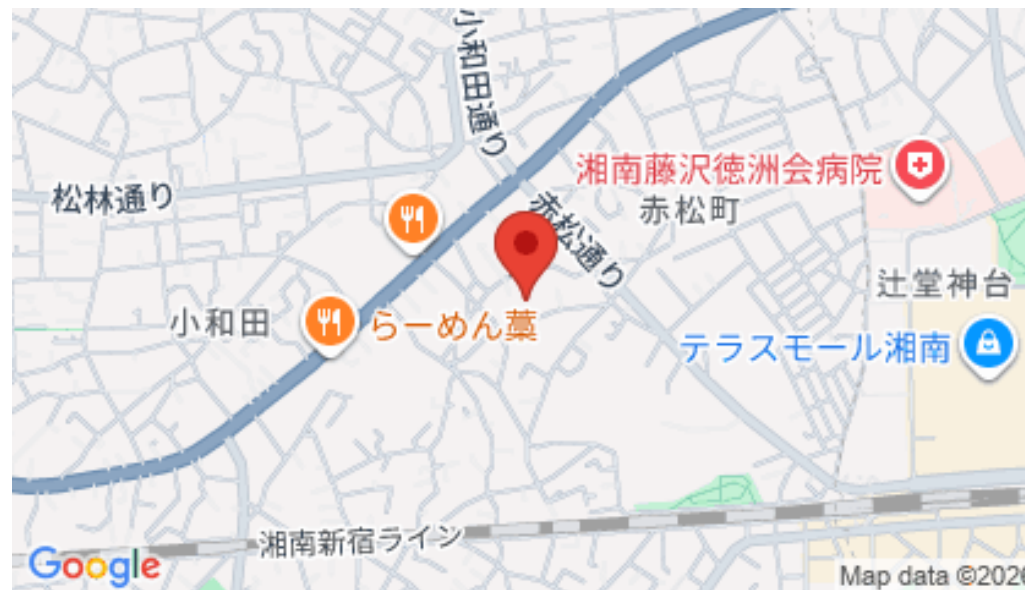 小和田通り
松林通り
湘南藤沢徳洲会病院
赤松町
赤松通り
辻堂神台
小和田
らーめん藁
テラスモール湘南
湘南新宿ライン
Google
Map data ©2026